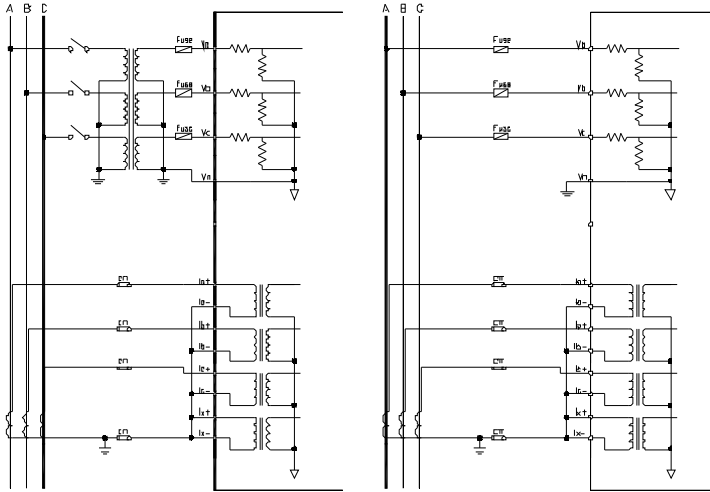 A B C A B C
Fuse Va Fuse Va
Fuse Vb Fuse Vb
Fuse Vc Fuse Vc
Vn Vn
Ia+ Ia+
Ia- Ia-
Ib+ Ib+
Ib- Ib-
Ic+ Ic+
Ic- Ic-
Ix+ Ix+
Ix- Ix-